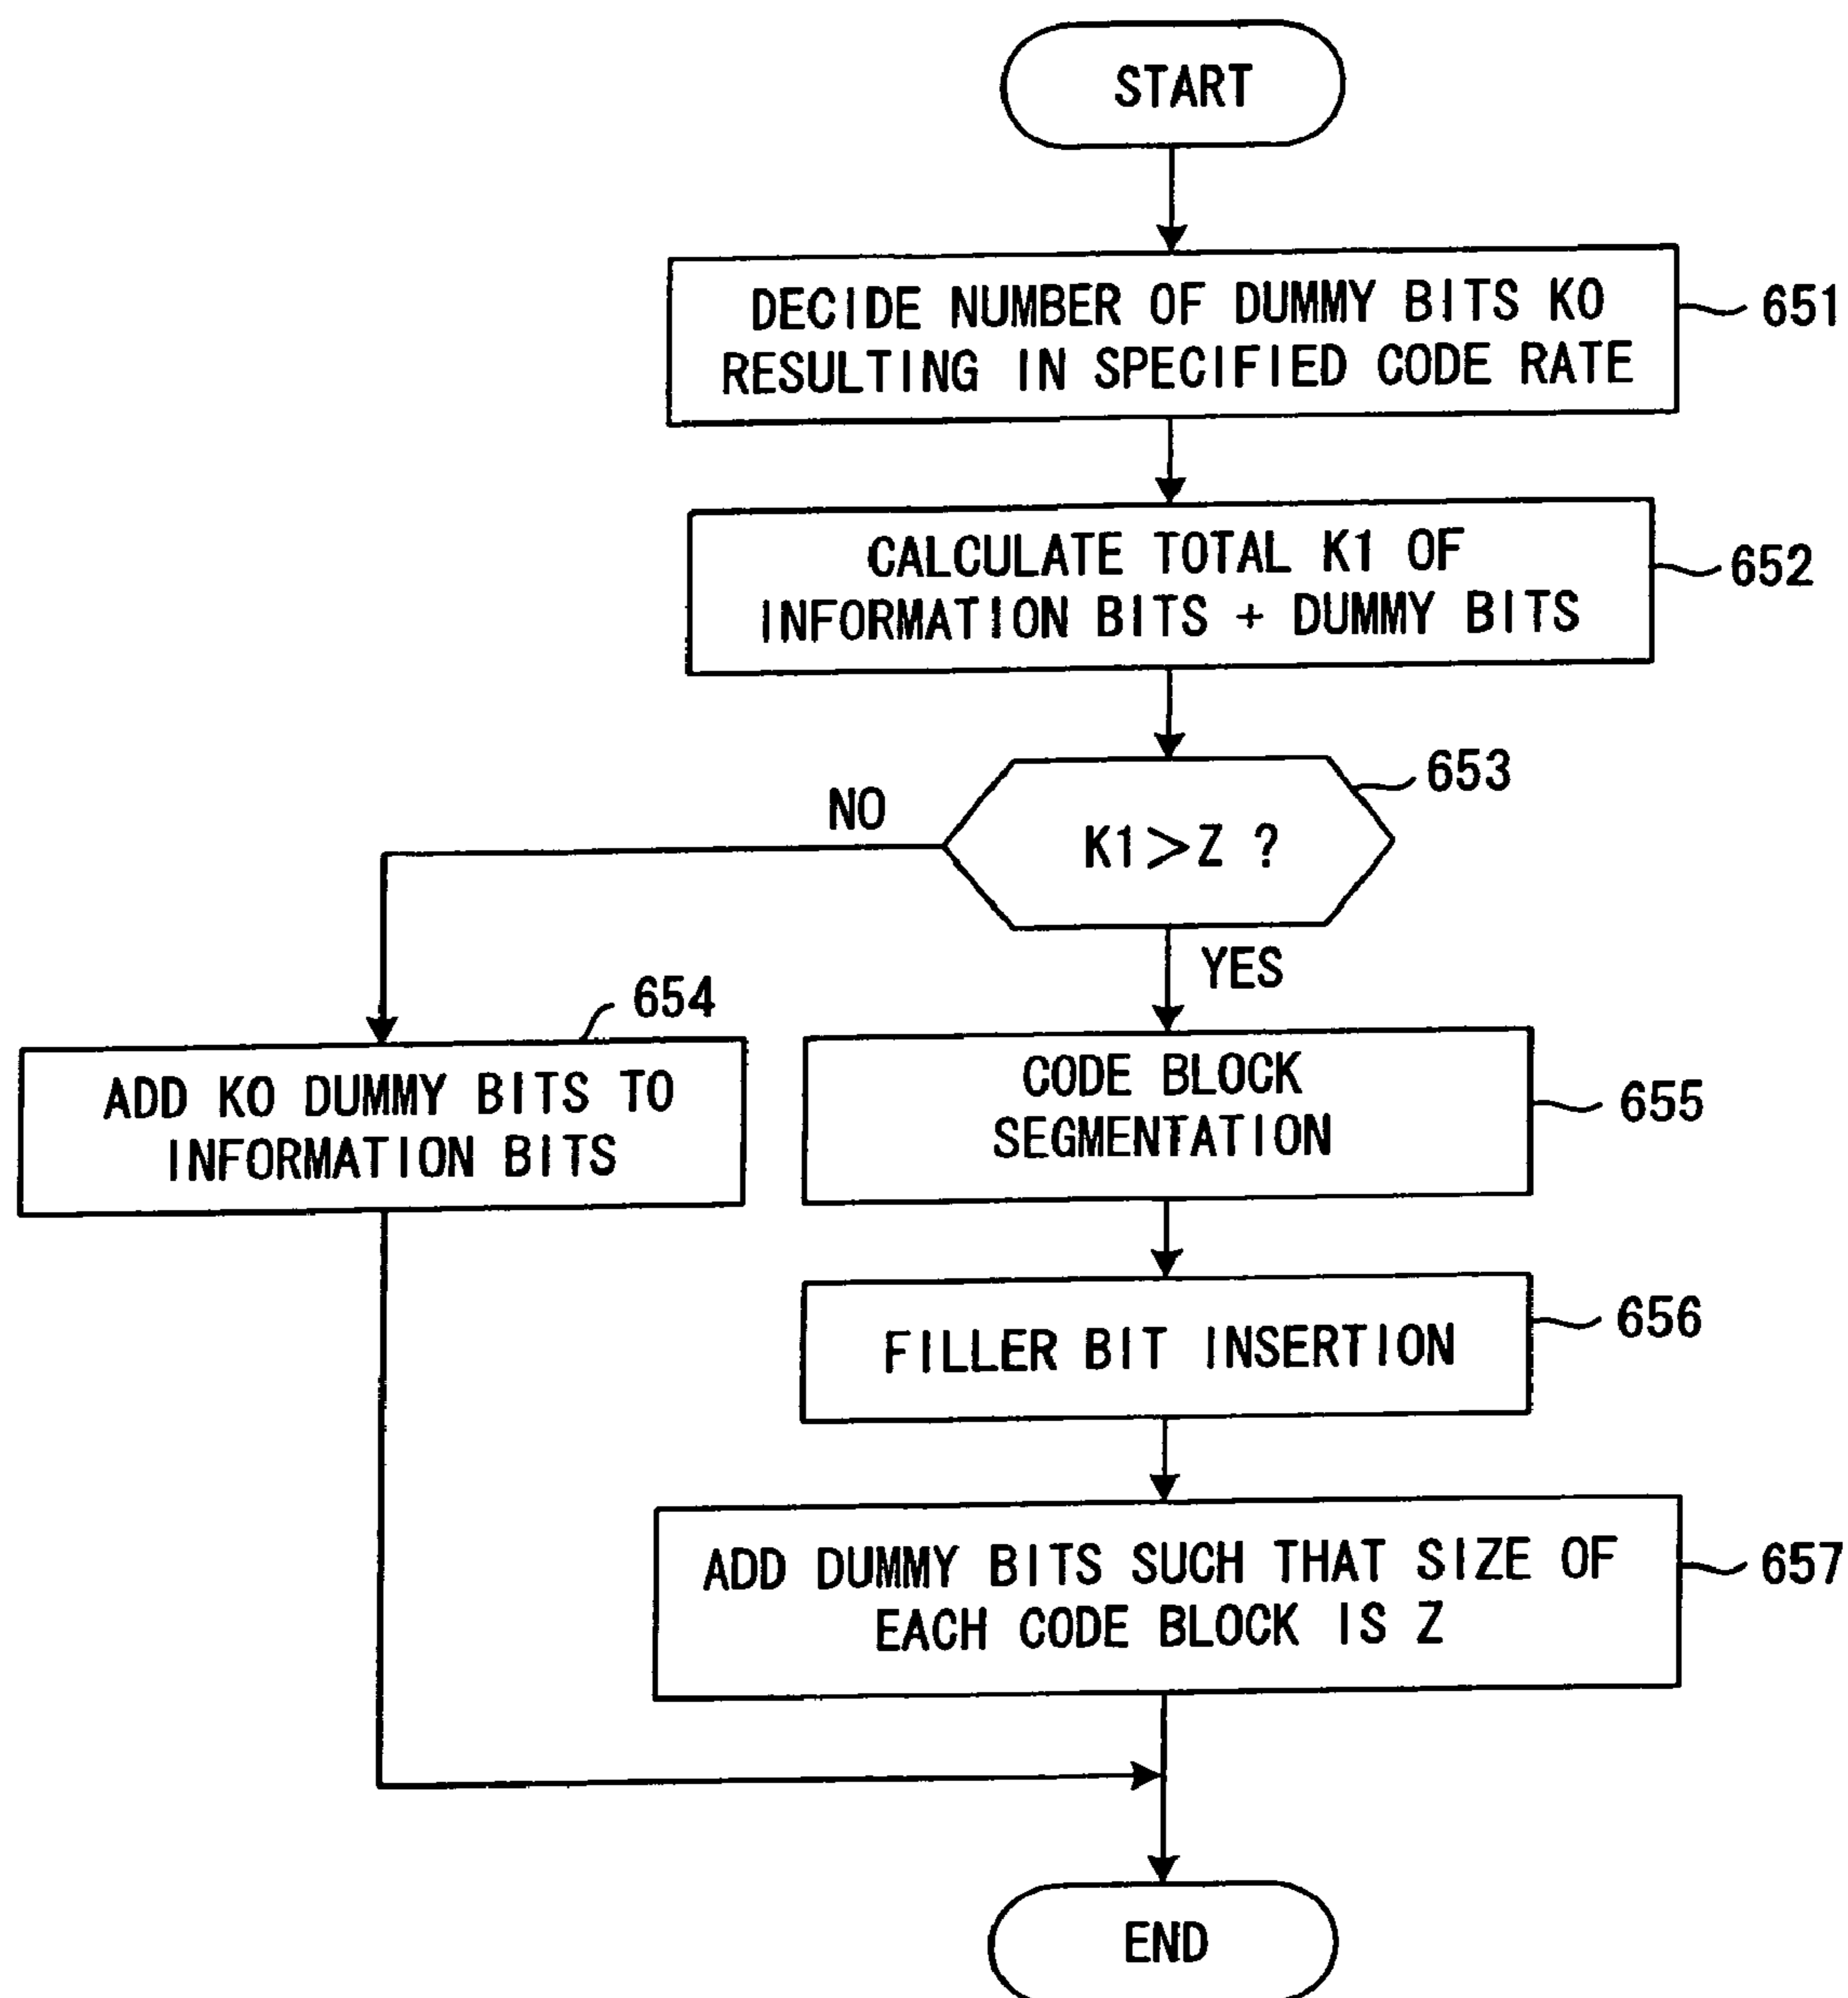 START
DECIDE NUMBER OF DUMMY BITS K0
RESULTING IN SPECIFIED CODE RATE
651
CALCULATE TOTAL K1 OF
INFORMATION BITS + DUMMY BITS
652
653
NO
K1>Z ?
YES
654
ADD K0 DUMMY BITS TO
INFORMATION BITS
CODE BLOCK
SEGMENTATION
655
FILLER BIT INSERTION
656
ADD DUMMY BITS SUCH THAT SIZE OF
EACH CODE BLOCK IS Z
657
END